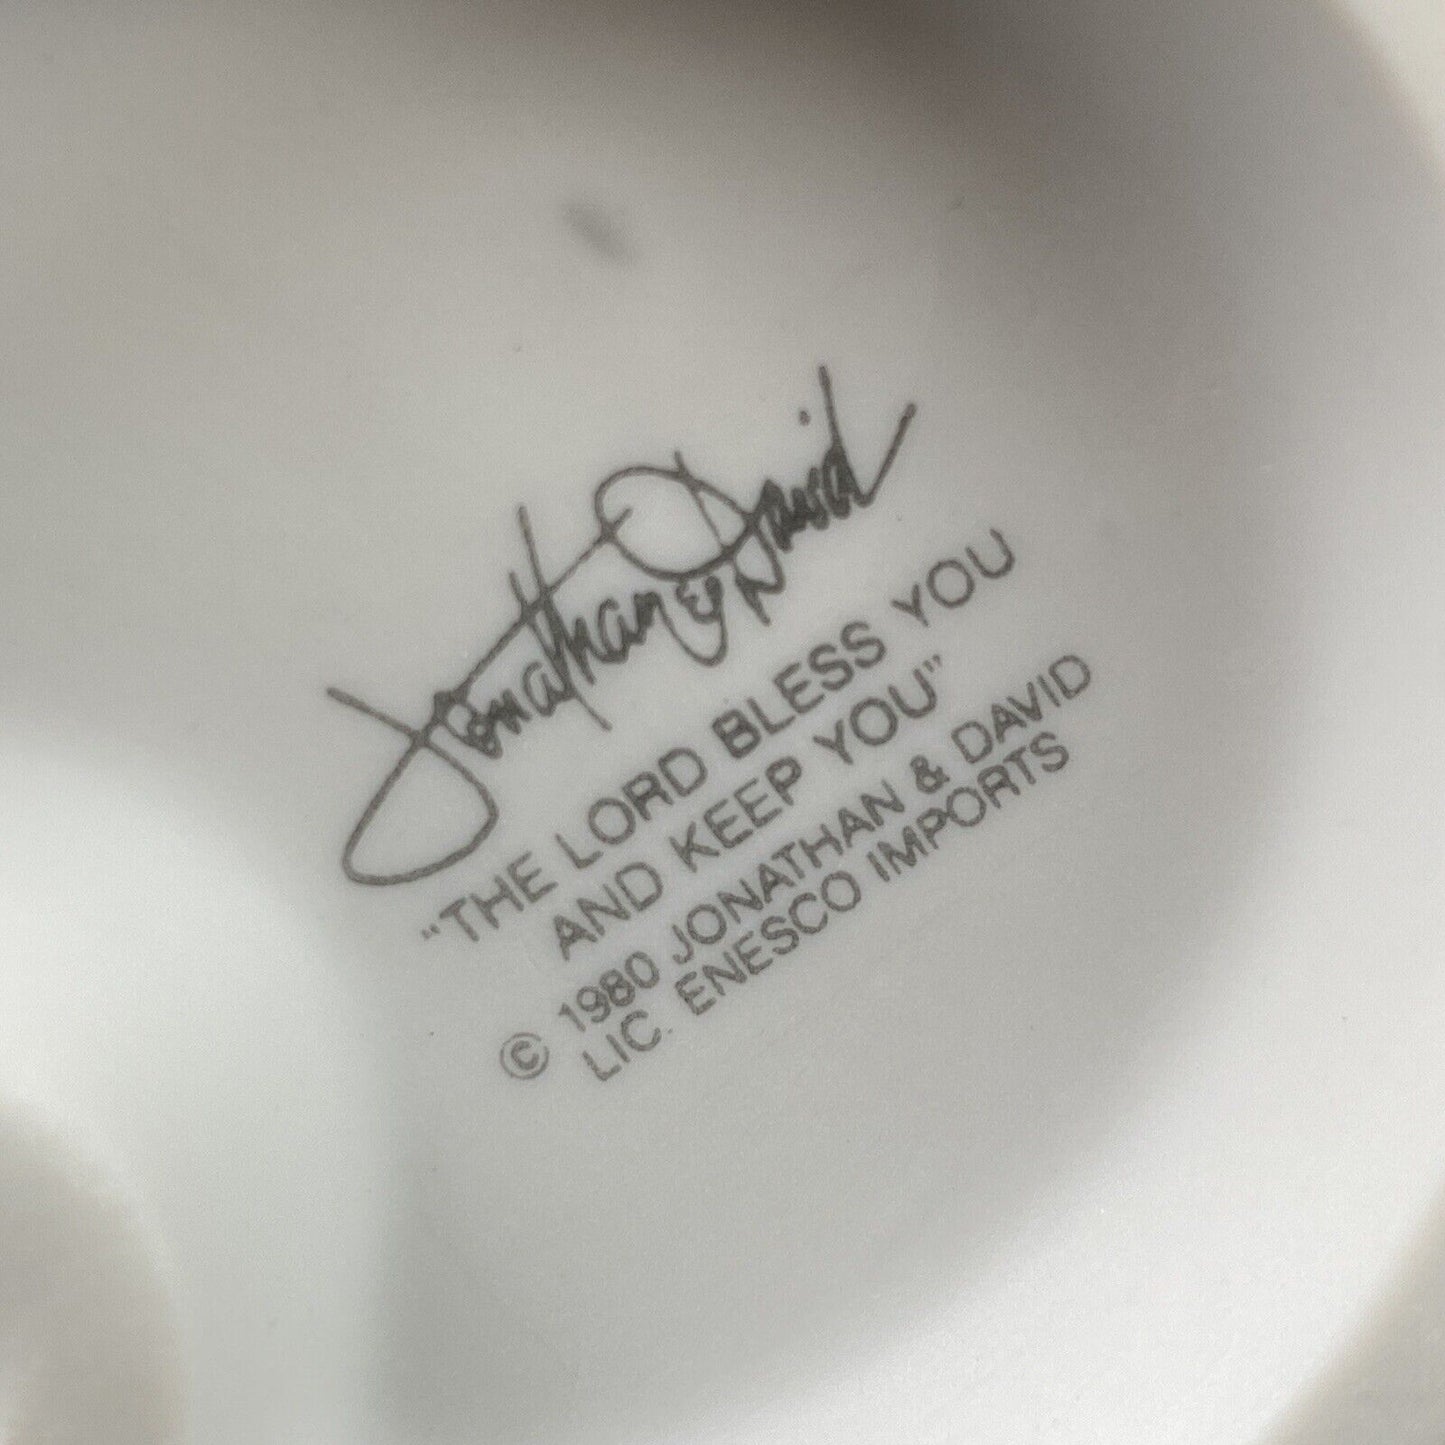 Jonathan & David
"THE LORD BLESS YOU
AND KEEP YOU"
© 1980 JONATHAN & DAVID
LIC. ENESCO IMPORTS